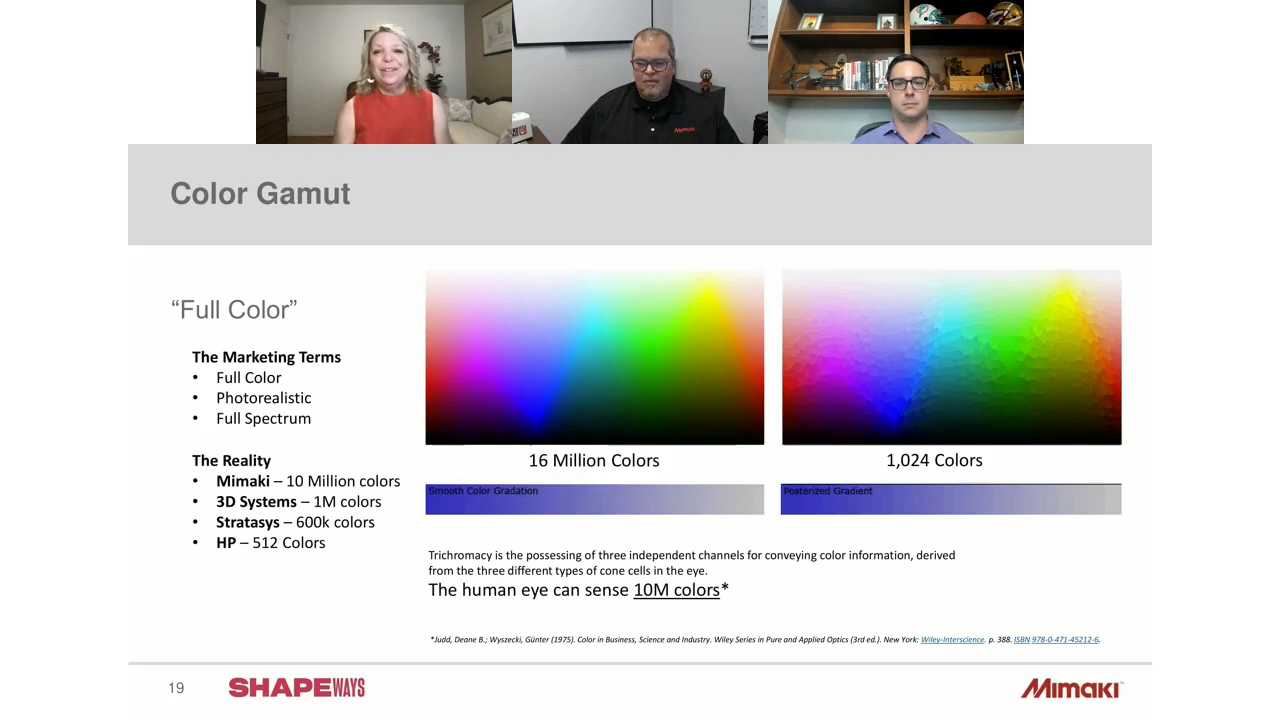 Mimaki
Color Gamut
“Full Color”
The Marketing Terms
• Full Color
• Photorealistic
• Full Spectrum
The Reality
• Mimaki – 10 Million colors
• 3D Systems – 1M colors
• Stratasys – 600k colors
• HP – 512 Colors
16 Million Colors
1,024 Colors
Smooth Color Gradation
Posterized Gradient
Trichromacy is the possessing of three independent channels for conveying color information, derived
from the three different types of cone cells in the eye.
The human eye can sense 10M colors*
*Judd, Deane B.; Wyszecki, Günter (1975). Color in Business, Science and Industry. Wiley Series in Pure and Applied Optics (3rd ed.). New York: Wiley-Interscience. p. 388. ISBN 978-0-471-45212-6.
19
SHAPEWAYS
Mimaki™